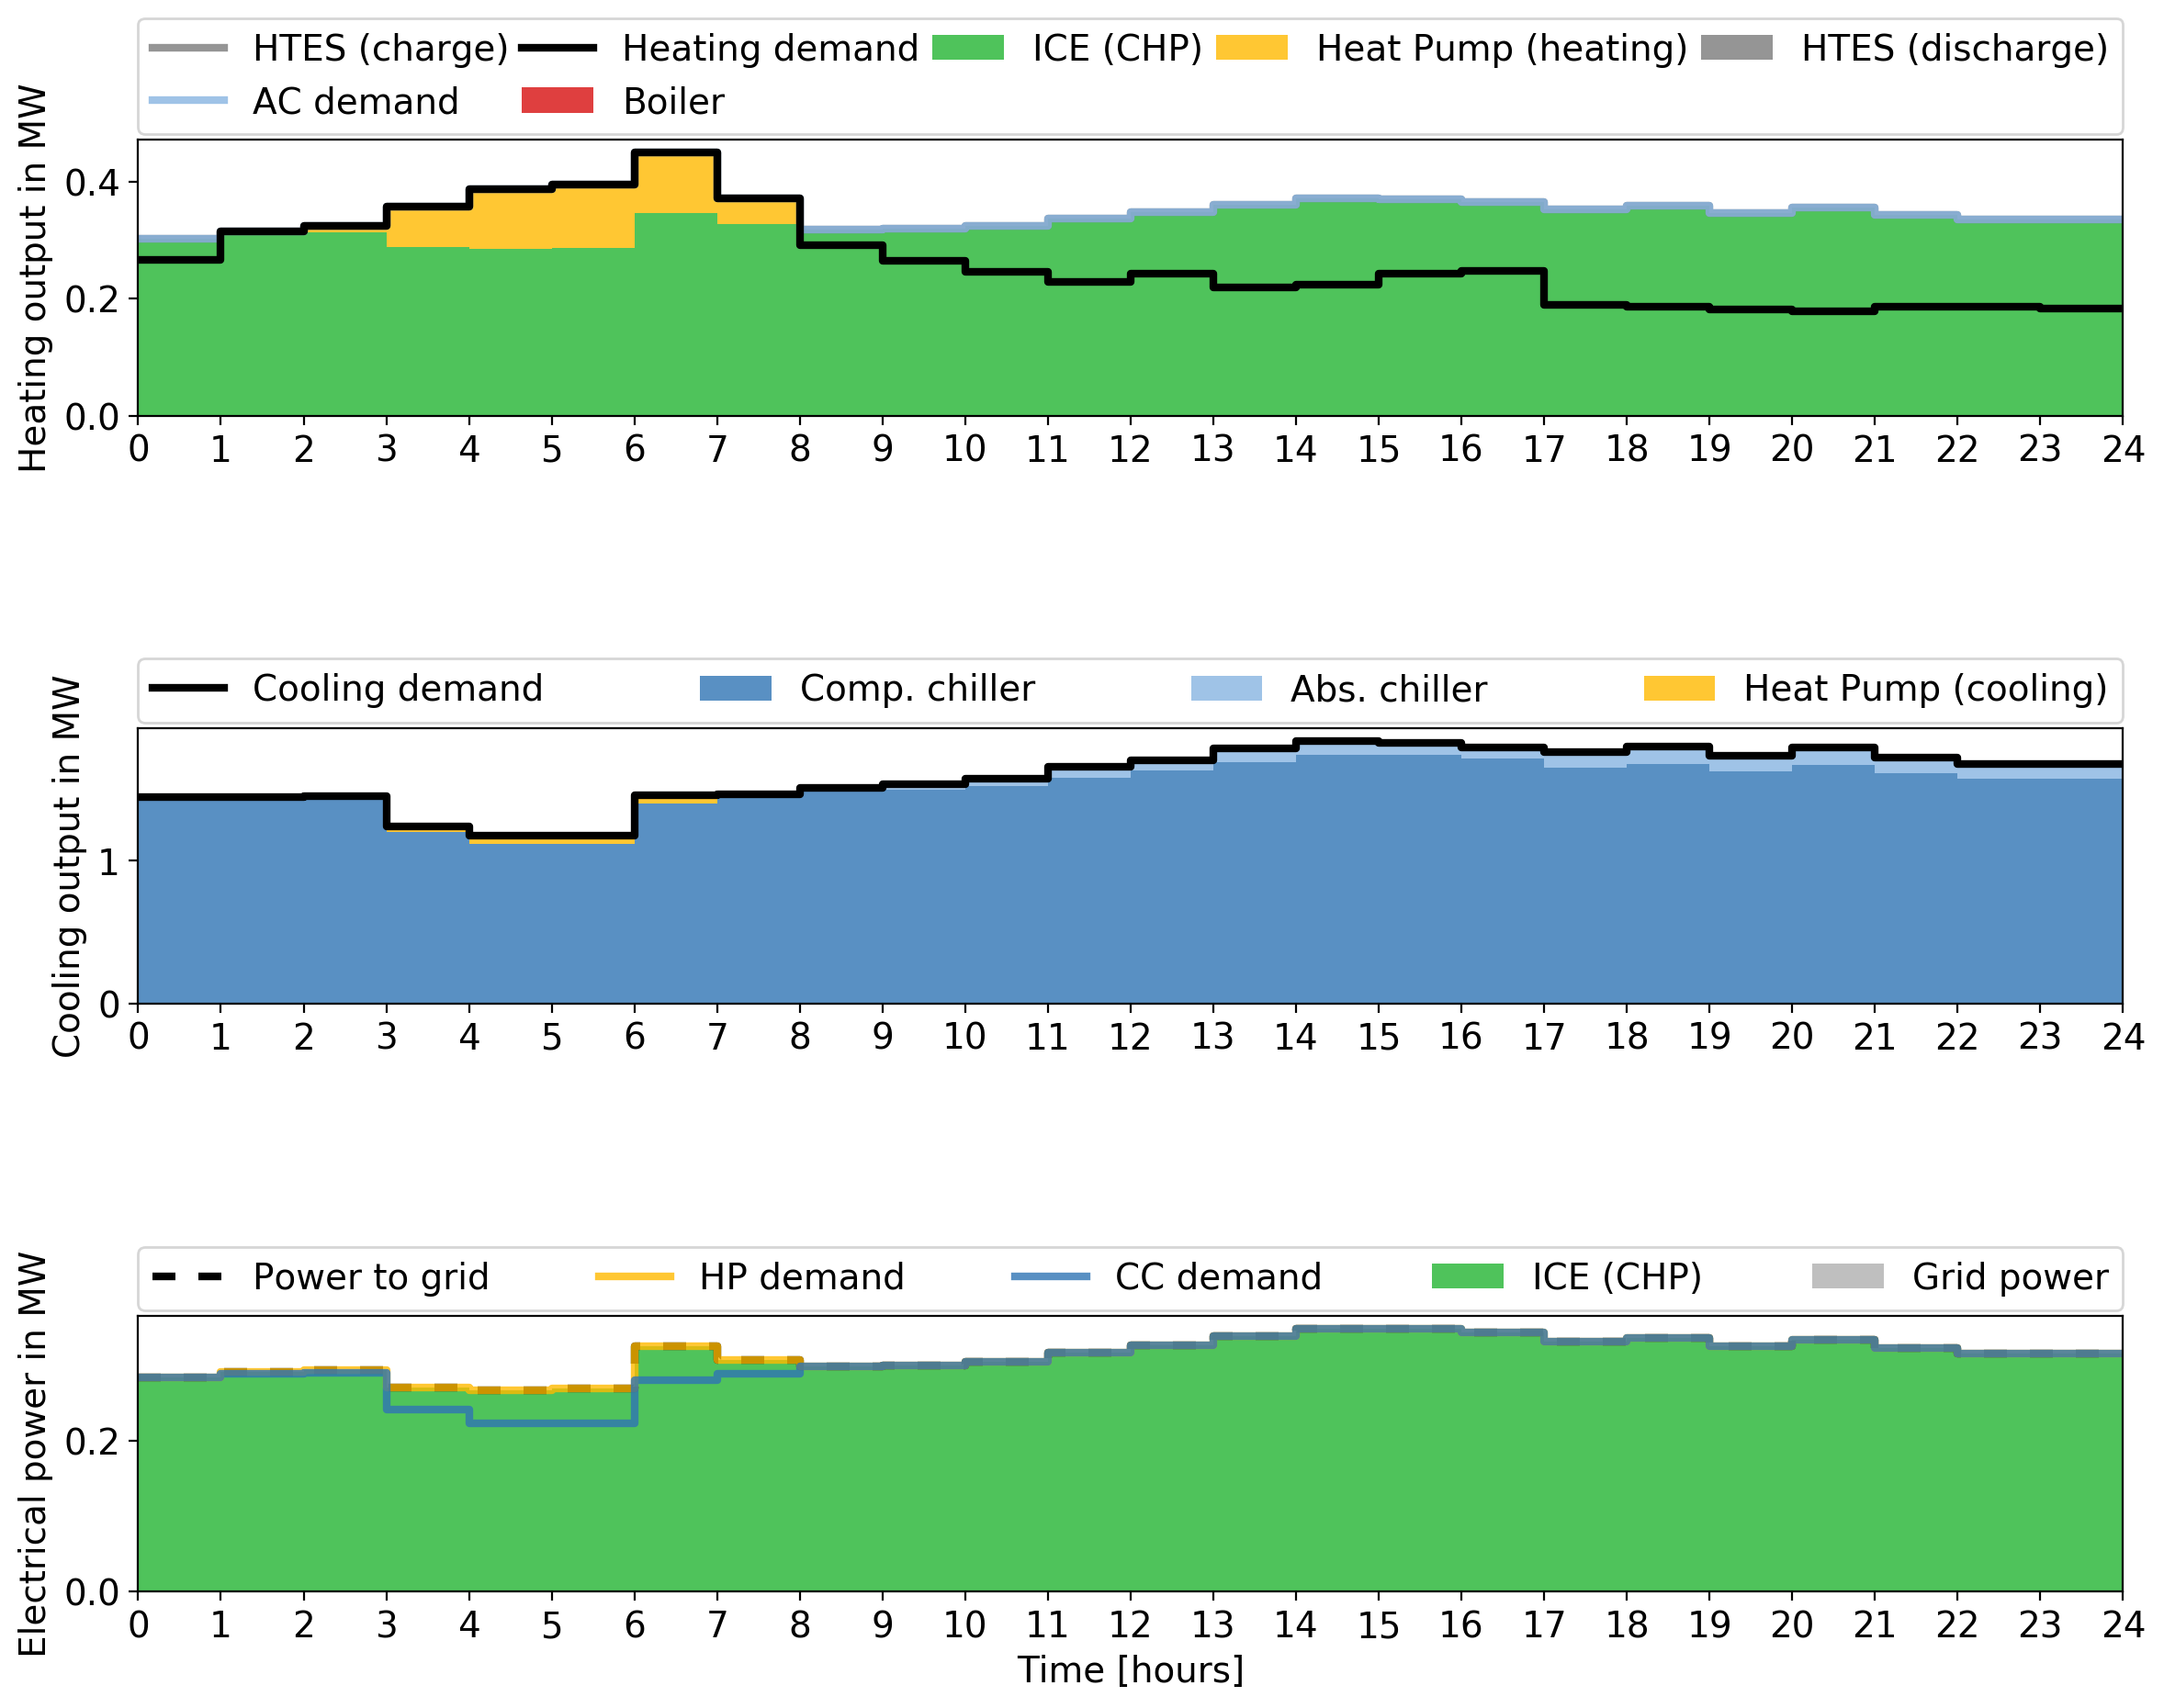 HTES (charge) Heating demand ICE (CHP) Heat Pump (heating) HTES (discharge)
AC demand Boiler
Heating output in MW
0.4
0.2
0.0
0 1 2 3 4 5 6 7 8 9 10 11 12 13 14 15 16 17 18 19 20 21 22 23 24
Cooling demand Comp. chiller Abs. chiller Heat Pump (cooling)
Cooling output in MW
1
0
0 1 2 3 4 5 6 7 8 9 10 11 12 13 14 15 16 17 18 19 20 21 22 23 24
Power to grid HP demand CC demand ICE (CHP) Grid power
Electrical power in MW
0.2
0.0
0 1 2 3 4 5 6 7 8 9 10 11 12 13 14 15 16 17 18 19 20 21 22 23 24
Time [hours]